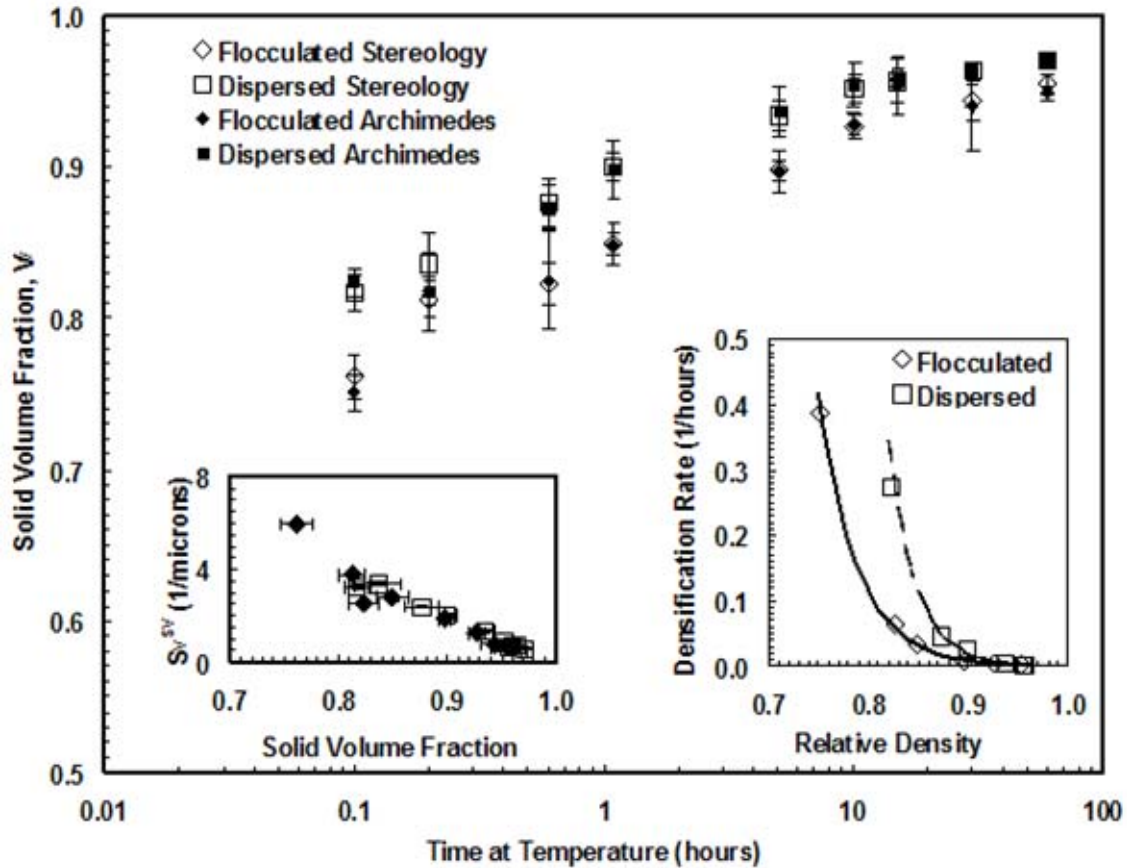 1.0
0.9
0.8
0.7
0.6
0.5
Solid Volume Fraction, Vf
Flocculated Stereology
Dispersed Stereology
Flocculated Archimedes
Dispersed Archimedes
8
4
0
SVSV (1/microns)
0.7 0.8 0.9 1.0
Solid Volume Fraction
0.5
0.4
0.3
0.2
0.1
0.0
Densification Rate (1/hours)
Flocculated
Dispersed
0.7 0.8 0.9 1.0
Relative Density
0.01 0.1 1 10 100
Time at Temperature (hours)